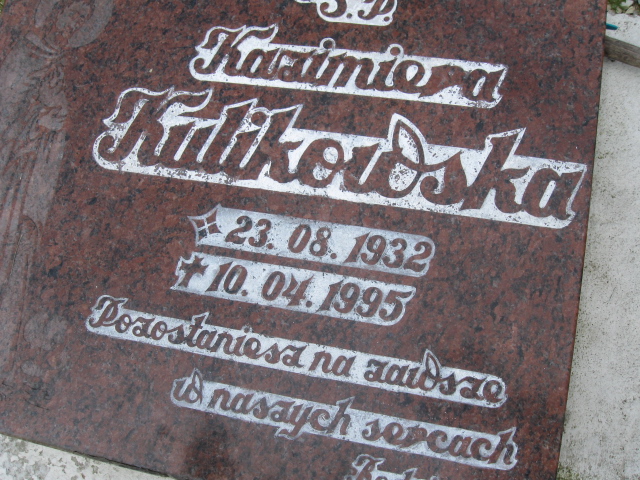 Ś.P.
Kazimiera
Kulikowska
23. 08. 1932
10. 04. 1995
Pozostaniesz na zawsze
w naszych sercach